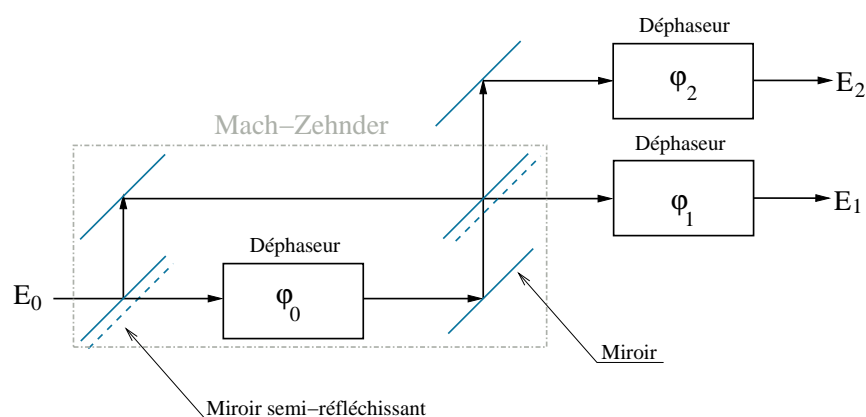 Déphaseur
φ2
E2
Mach–Zehnder
Déphaseur
φ1
E1
Déphaseur
E0
φ0
Miroir
Miroir semi–réfléchissant